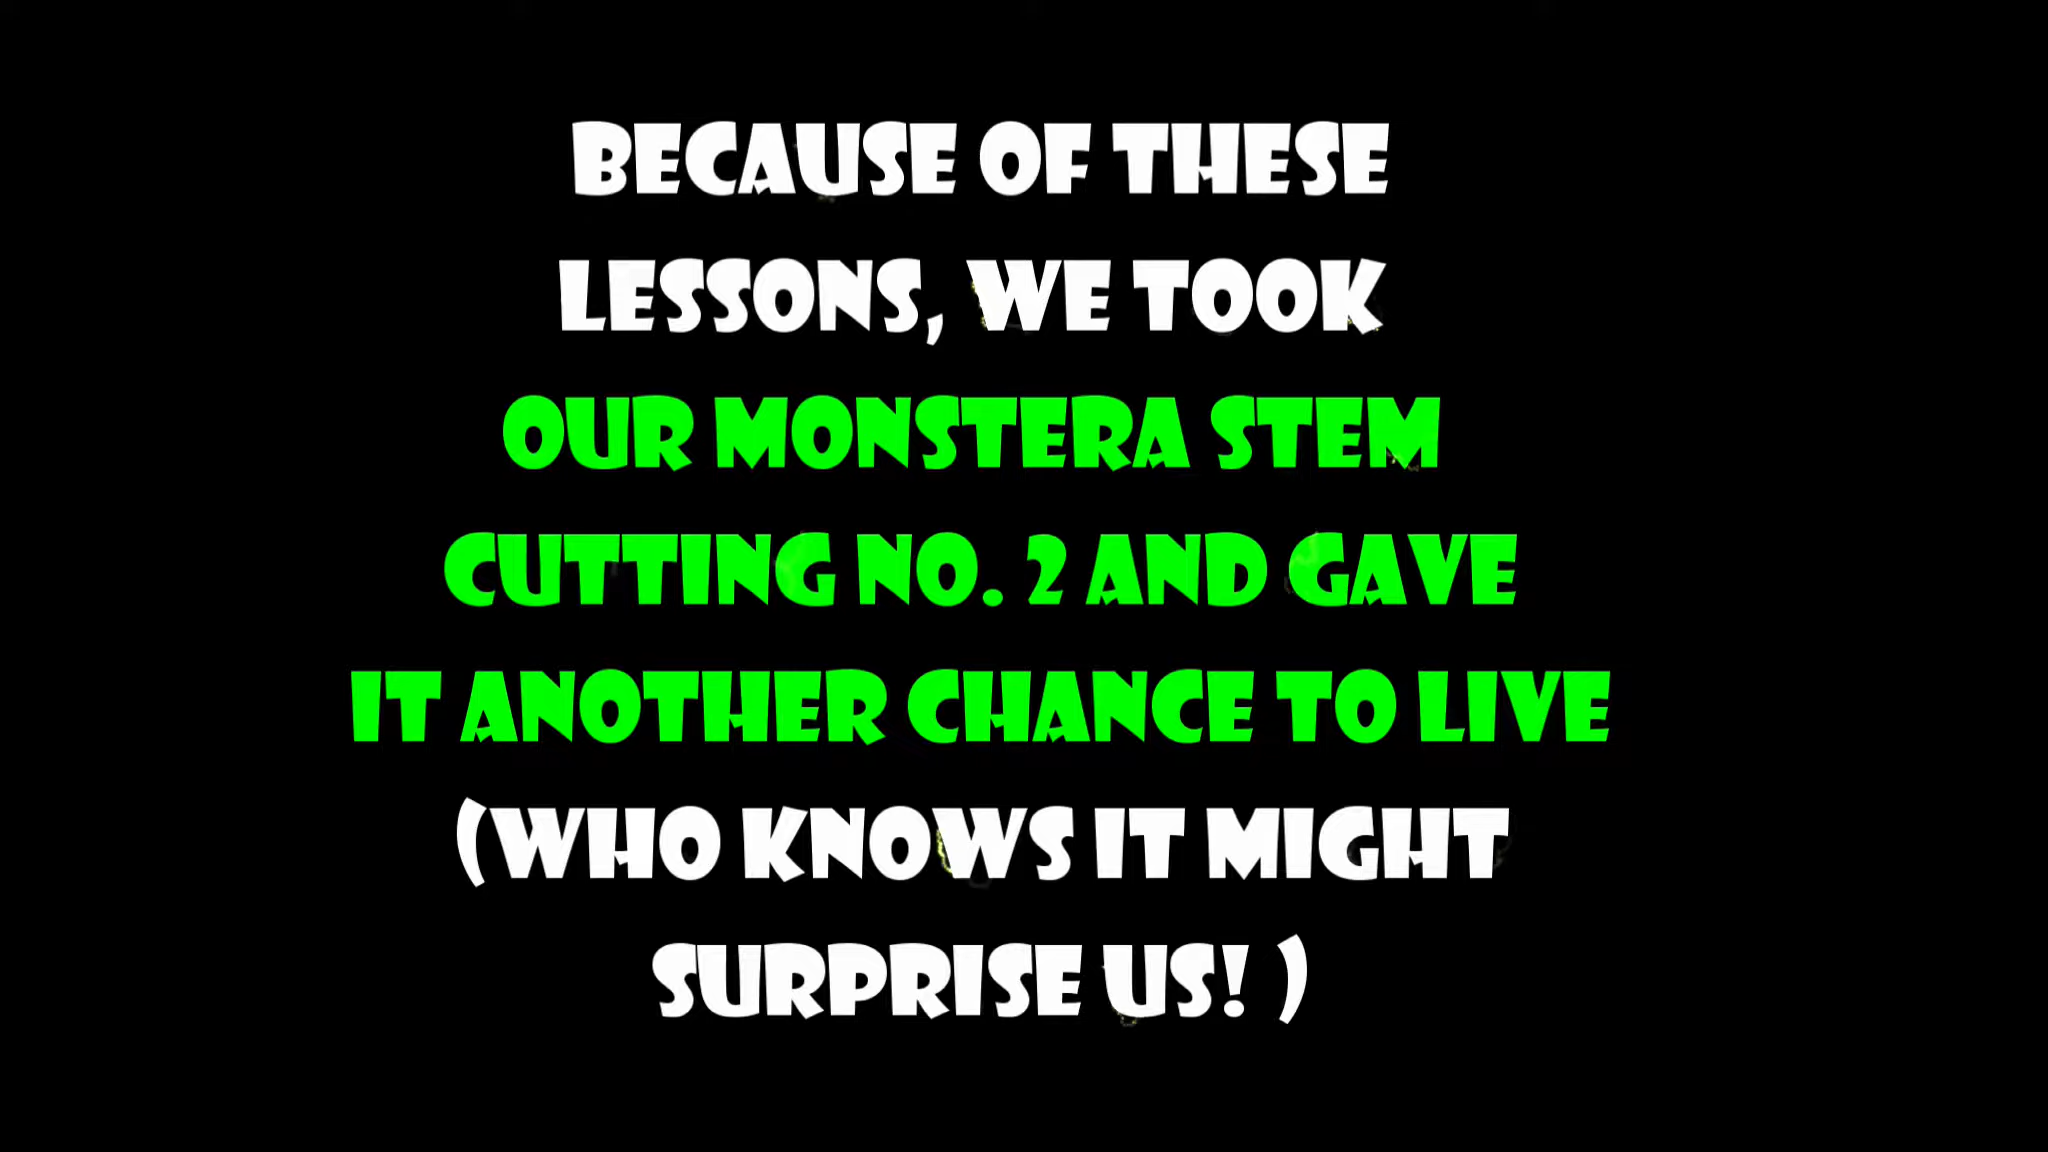 BECAUSE OF THESE
LESSONS, WE TOOK
OUR MONSTERA STEM
CUTTING NO. 2 AND GAVE
IT ANOTHER CHANCE TO LIVE
(WHO KNOWS IT MIGHT
SURPRISE US! )